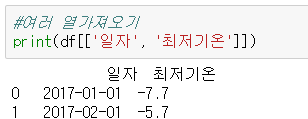 #여러 열가져오기
print(df[['일자', '최저기온']])
일자 최저기온
0 2017-01-01 -7.7
1 2017-02-01 -5.7